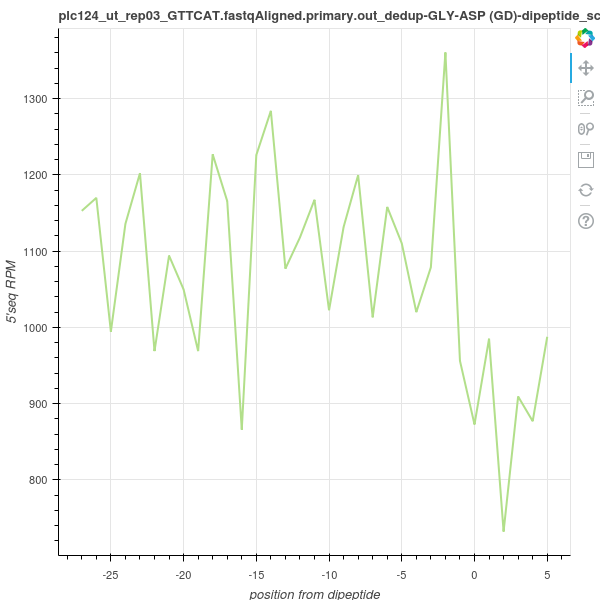 plc124_ut_rep03_GTTCAT.fastqAligned.primary.out_dedup-GLY-ASP (GD)-dipeptide_sc
1300
1200
1100
1000
900
800
5'seq RPM
-25 -20 -15 -10 -5 0 5
position from dipeptide